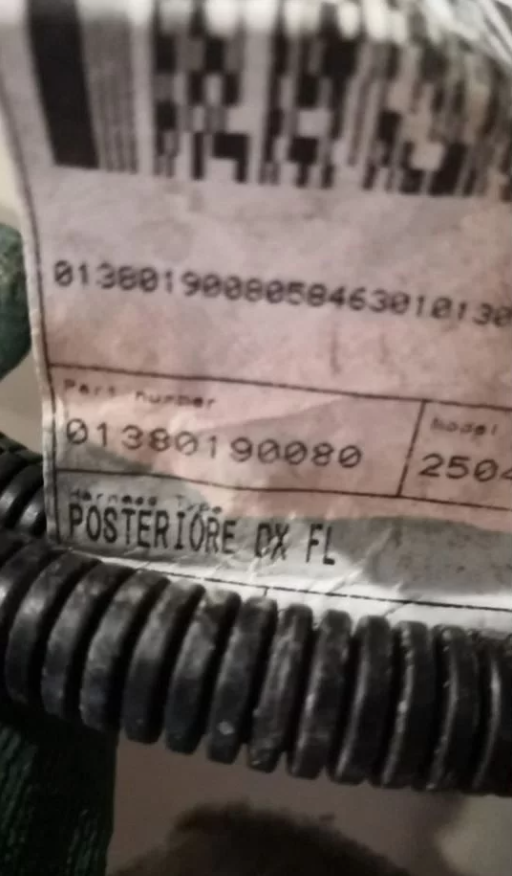 0138019008058463010130
Part number
Model
01380190080
2504
Harness Type
POSTERIORE DX FL